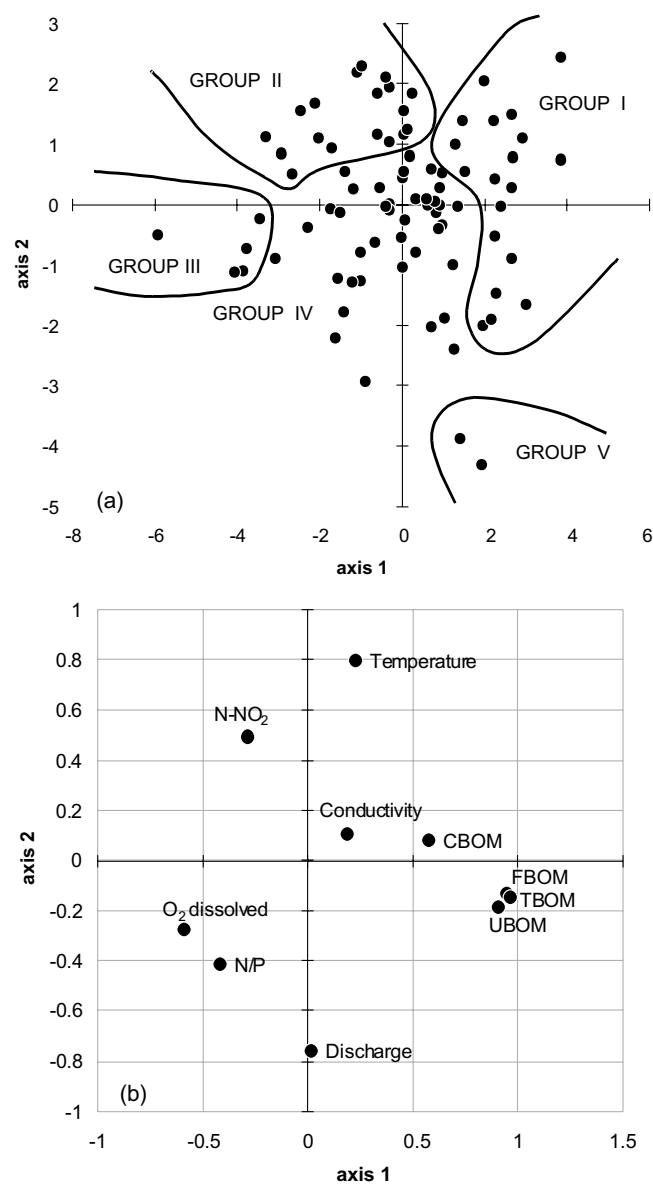 3
2
1
0
-1
-2
-3
-4
-5
axis 2
GROUP II
GROUP I
GROUP III
GROUP IV
GROUP V
(a)
-8 -6 -4 -2 0 2 4 6
axis 1
1
0.8
0.6
0.4
0.2
0
-0.2
-0.4
-0.6
-0.8
-1
axis 2
Temperature
N-NO2
Conductivity
CBOM
FBOM
TBOM
UBOM
O2 dissolved
N/P
Discharge
(b)
-1 -0.5 0 0.5 1 1.5
axis 1